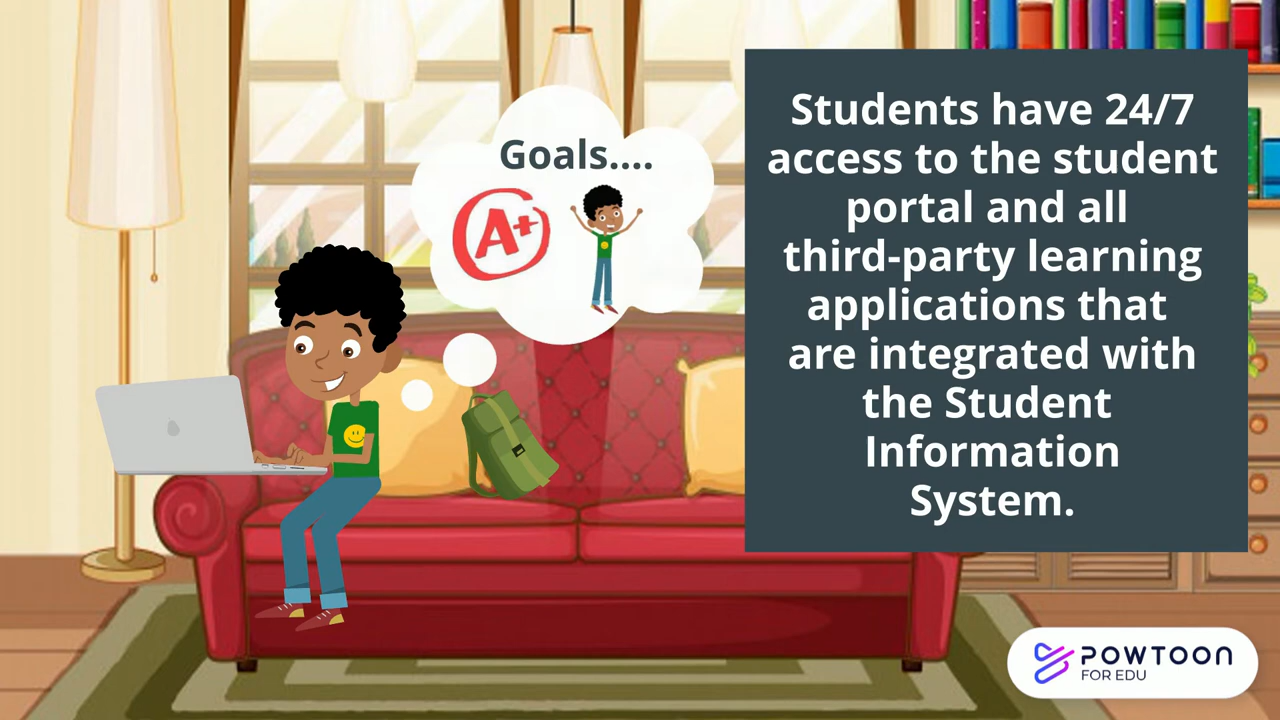 Goals....
A+
Students have 24/7
access to the student
portal and all
third-party learning
applications that
are integrated with
the Student
Information
System.
POWTOON
FOR EDU